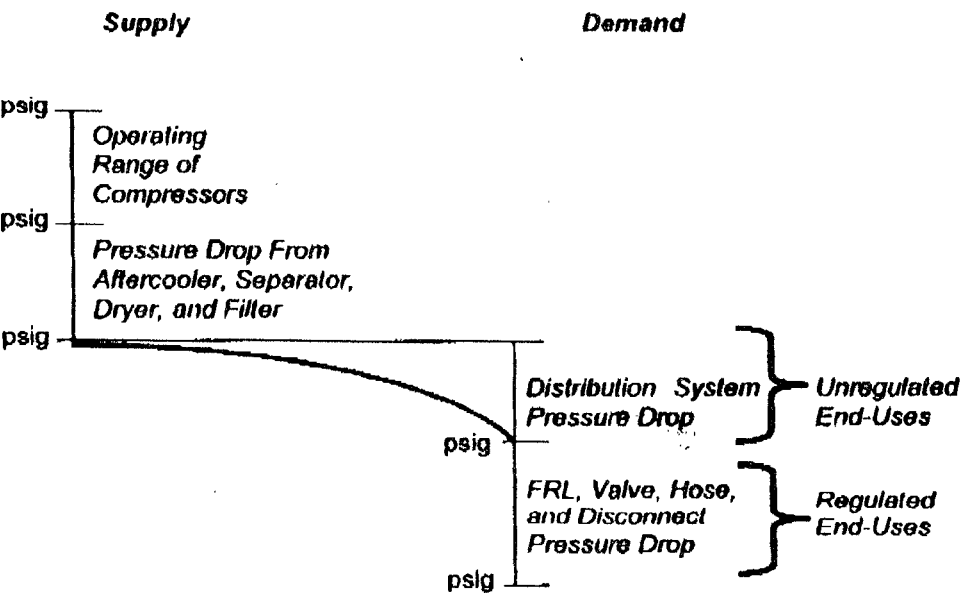 Supply
Demand
psig
Operating
Range of
Compressors
psig
Pressure Drop From
Aftercooler, Separator,
Dryer, and Filter
psig
Distribution System
Pressure Drop
Unregulated
End-Uses
psig
FRL, Valve, Hose,
and Disconnect
Pressure Drop
Regulated
End-Uses
psig